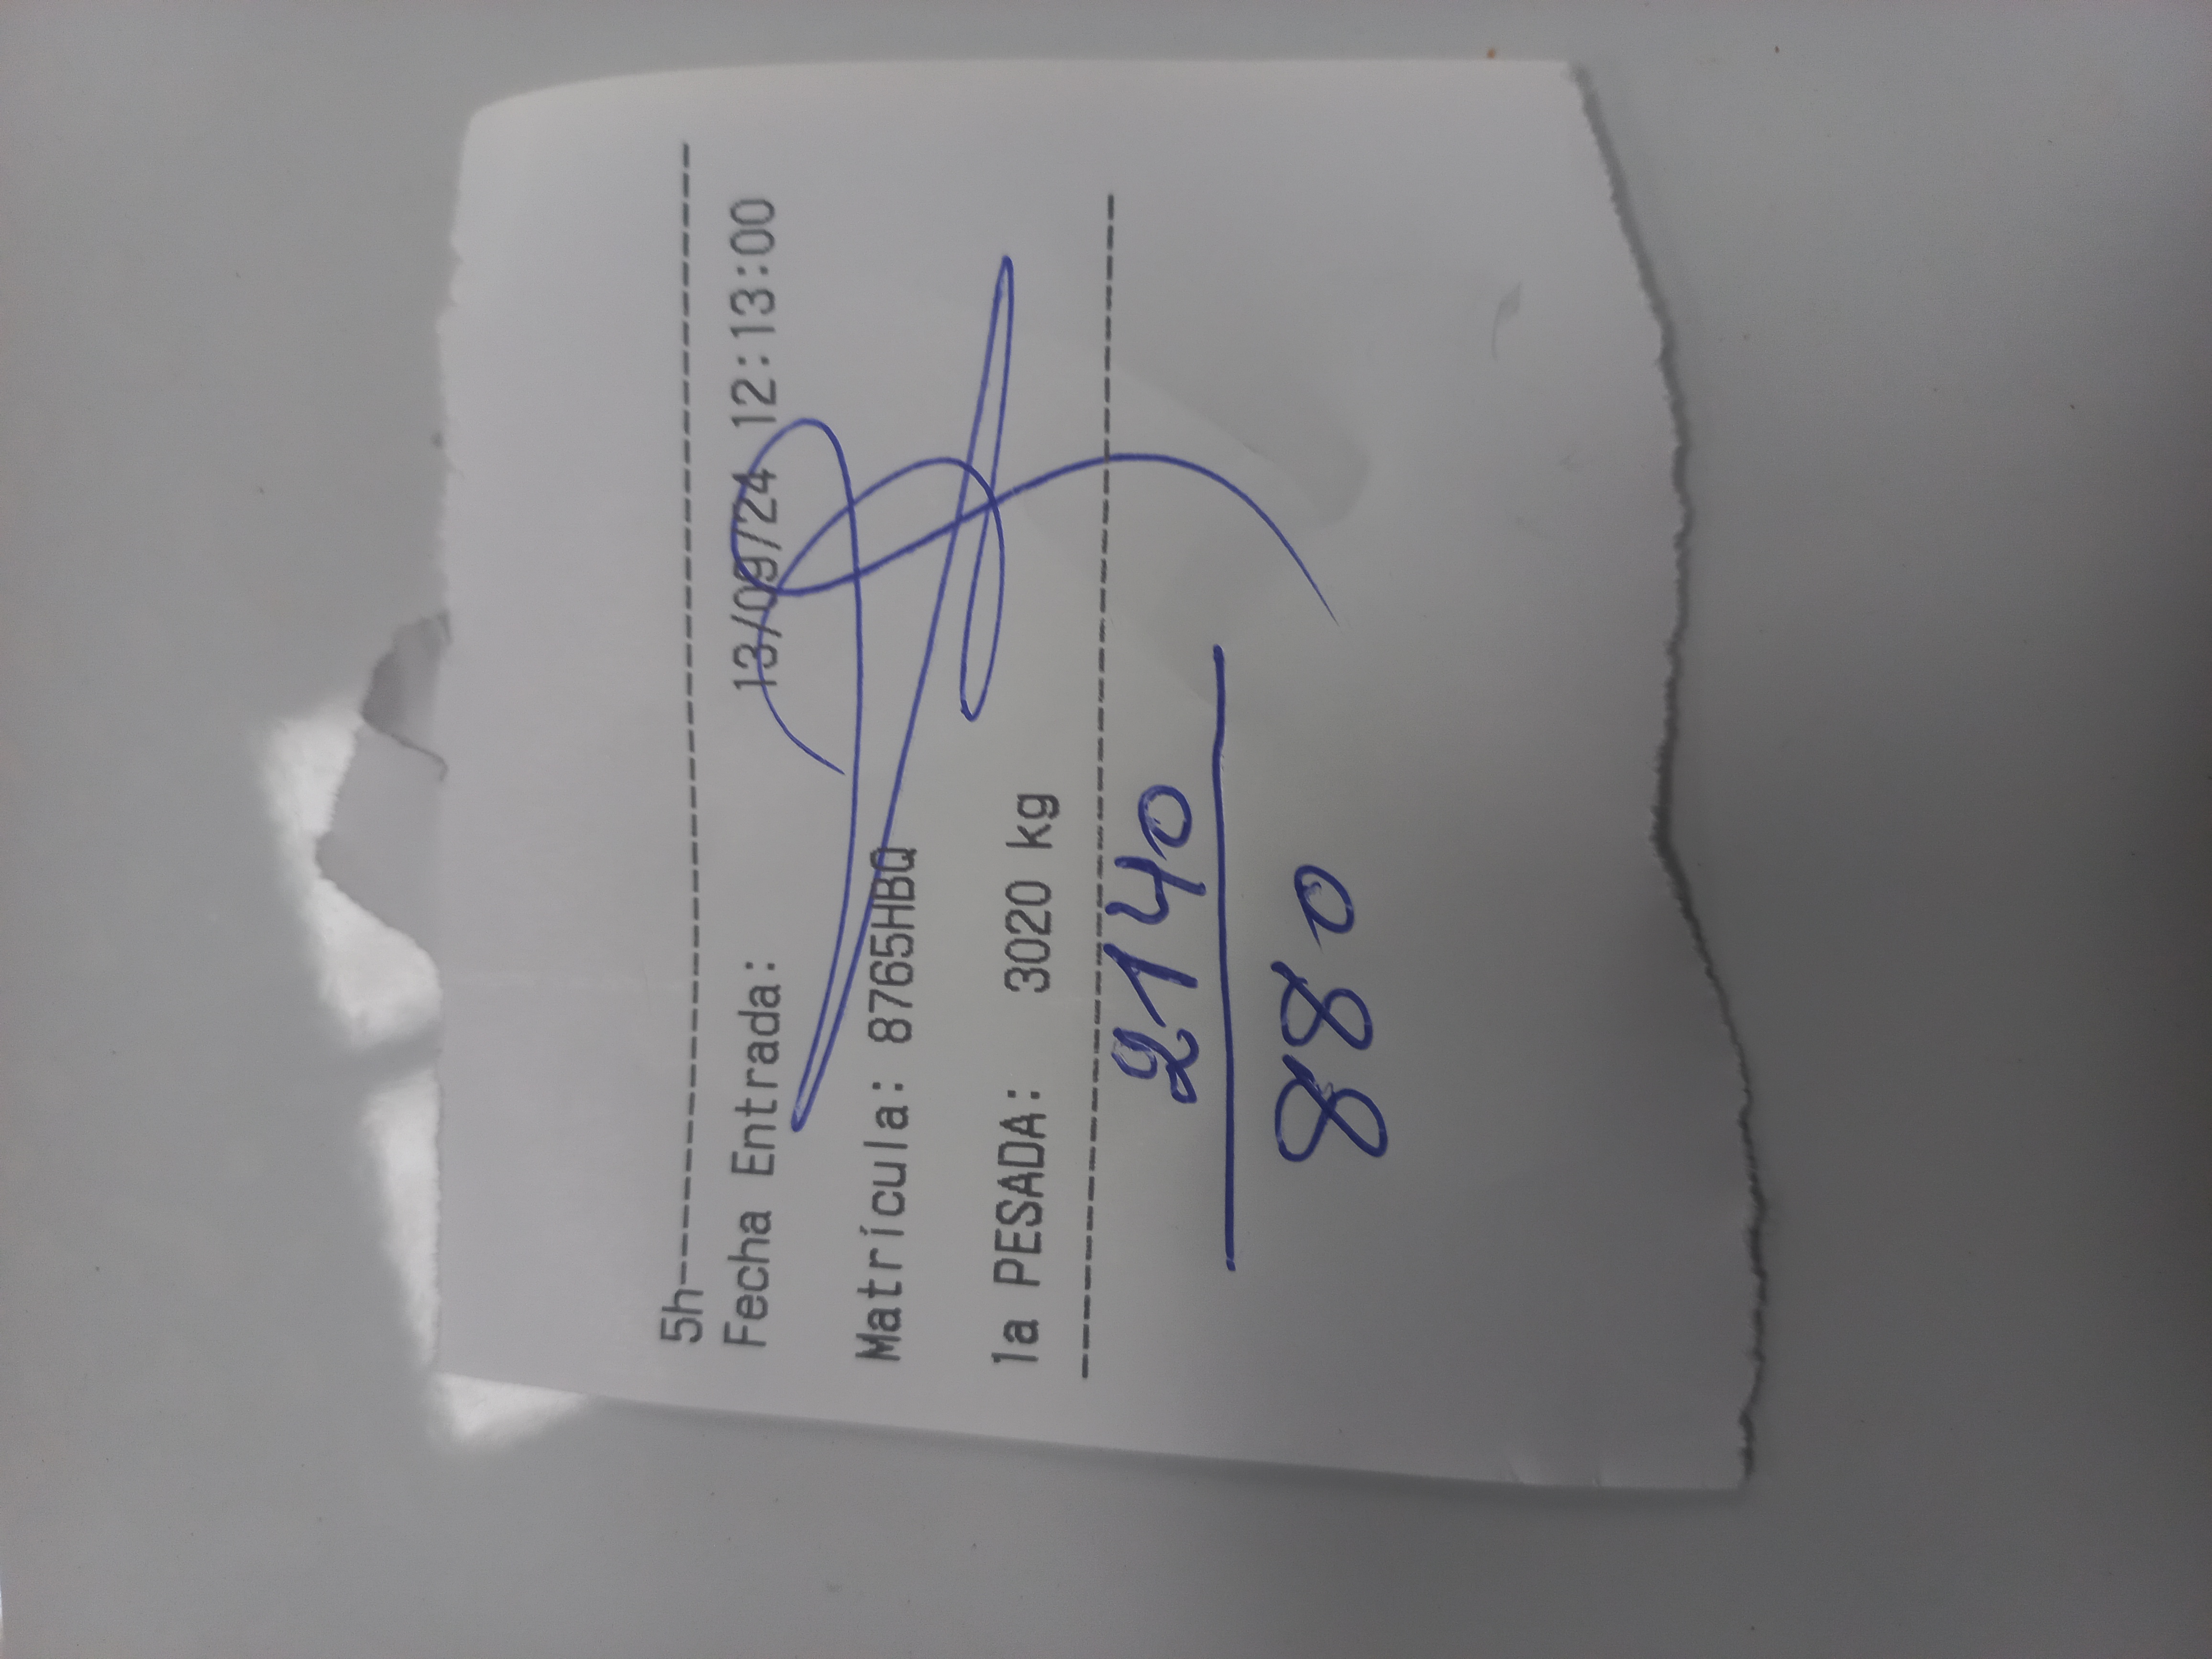 5h-----------------------------------
Fecha Entrada: 13/09/24 12:13:00
Matrícula: 8765HBQ
1a PESADA: 3020 kg
-------------------------------------
2140
880